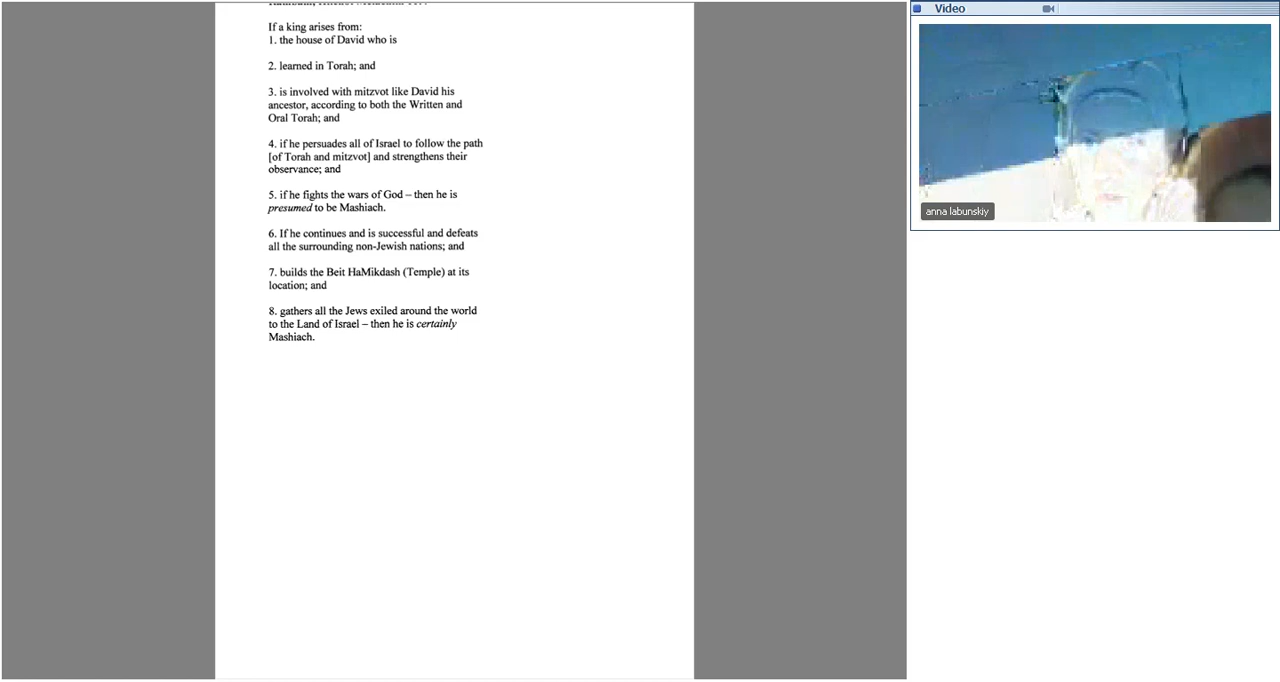 If a king arises from:
1. the house of David who is
2. learned in Torah; and
3. is involved with mitzvot like David his
ancestor, according to both the Written and
Oral Torah; and
4. if he persuades all of Israel to follow the path
[of Torah and mitzvot] and strengthens their
observance; and
5. if he fights the wars of God – then he is
presumed to be Mashiach.
6. If he continues and is successful and defeats
all the surrounding non-Jewish nations; and
7. builds the Beit HaMikdash (Temple) at its
location; and
8. gathers all the Jews exiled around the world
to the Land of Israel – then he is certainly
Mashiach.
Video
anna labunskiy